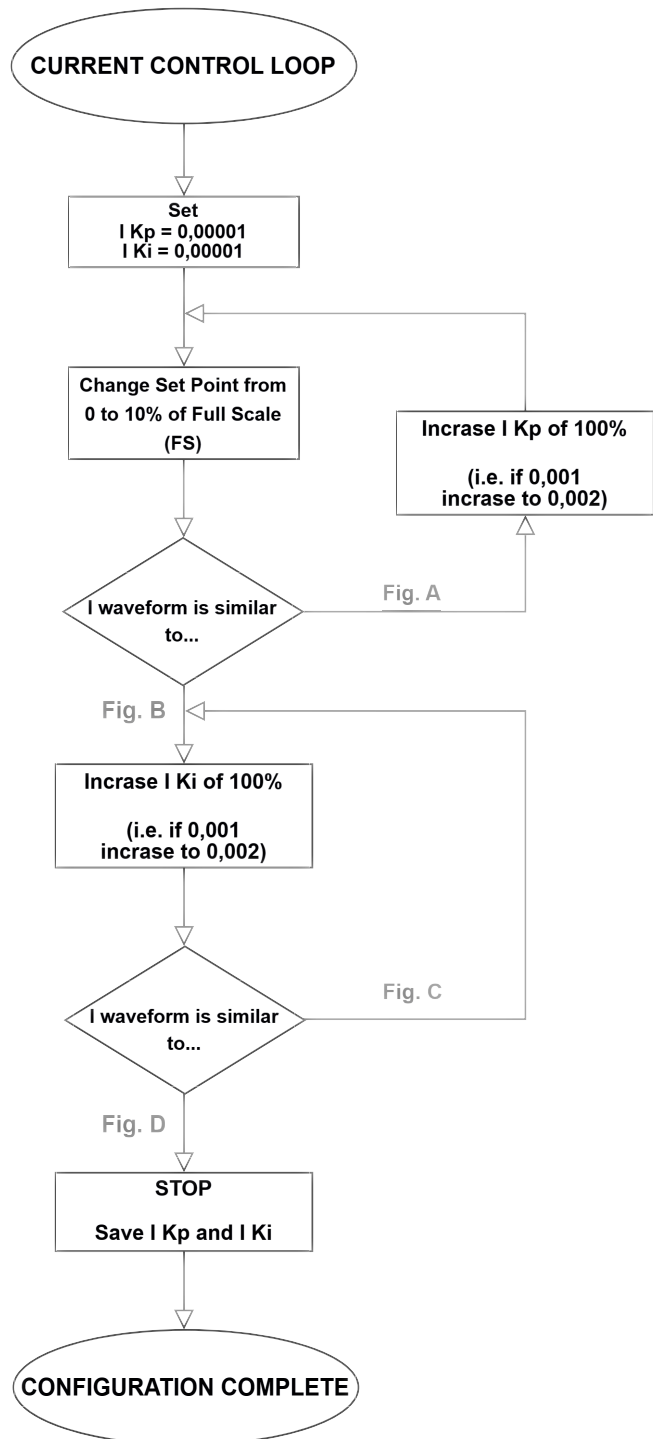 CURRENT CONTROL LOOP
Set
I Kp = 0,00001
I Ki = 0,00001
Change Set Point from
0 to 10% of Full Scale
(FS)
Incrase I Kp of 100%
(i.e. if 0,001
incrase to 0,002)
I waveform is similar
to...
Fig. A
Fig. B
Incrase I Ki of 100%
(i.e. if 0,001
incrase to 0,002)
I waveform is similar
to...
Fig. C
Fig. D
STOP
Save I Kp and I Ki
CONFIGURATION COMPLETE